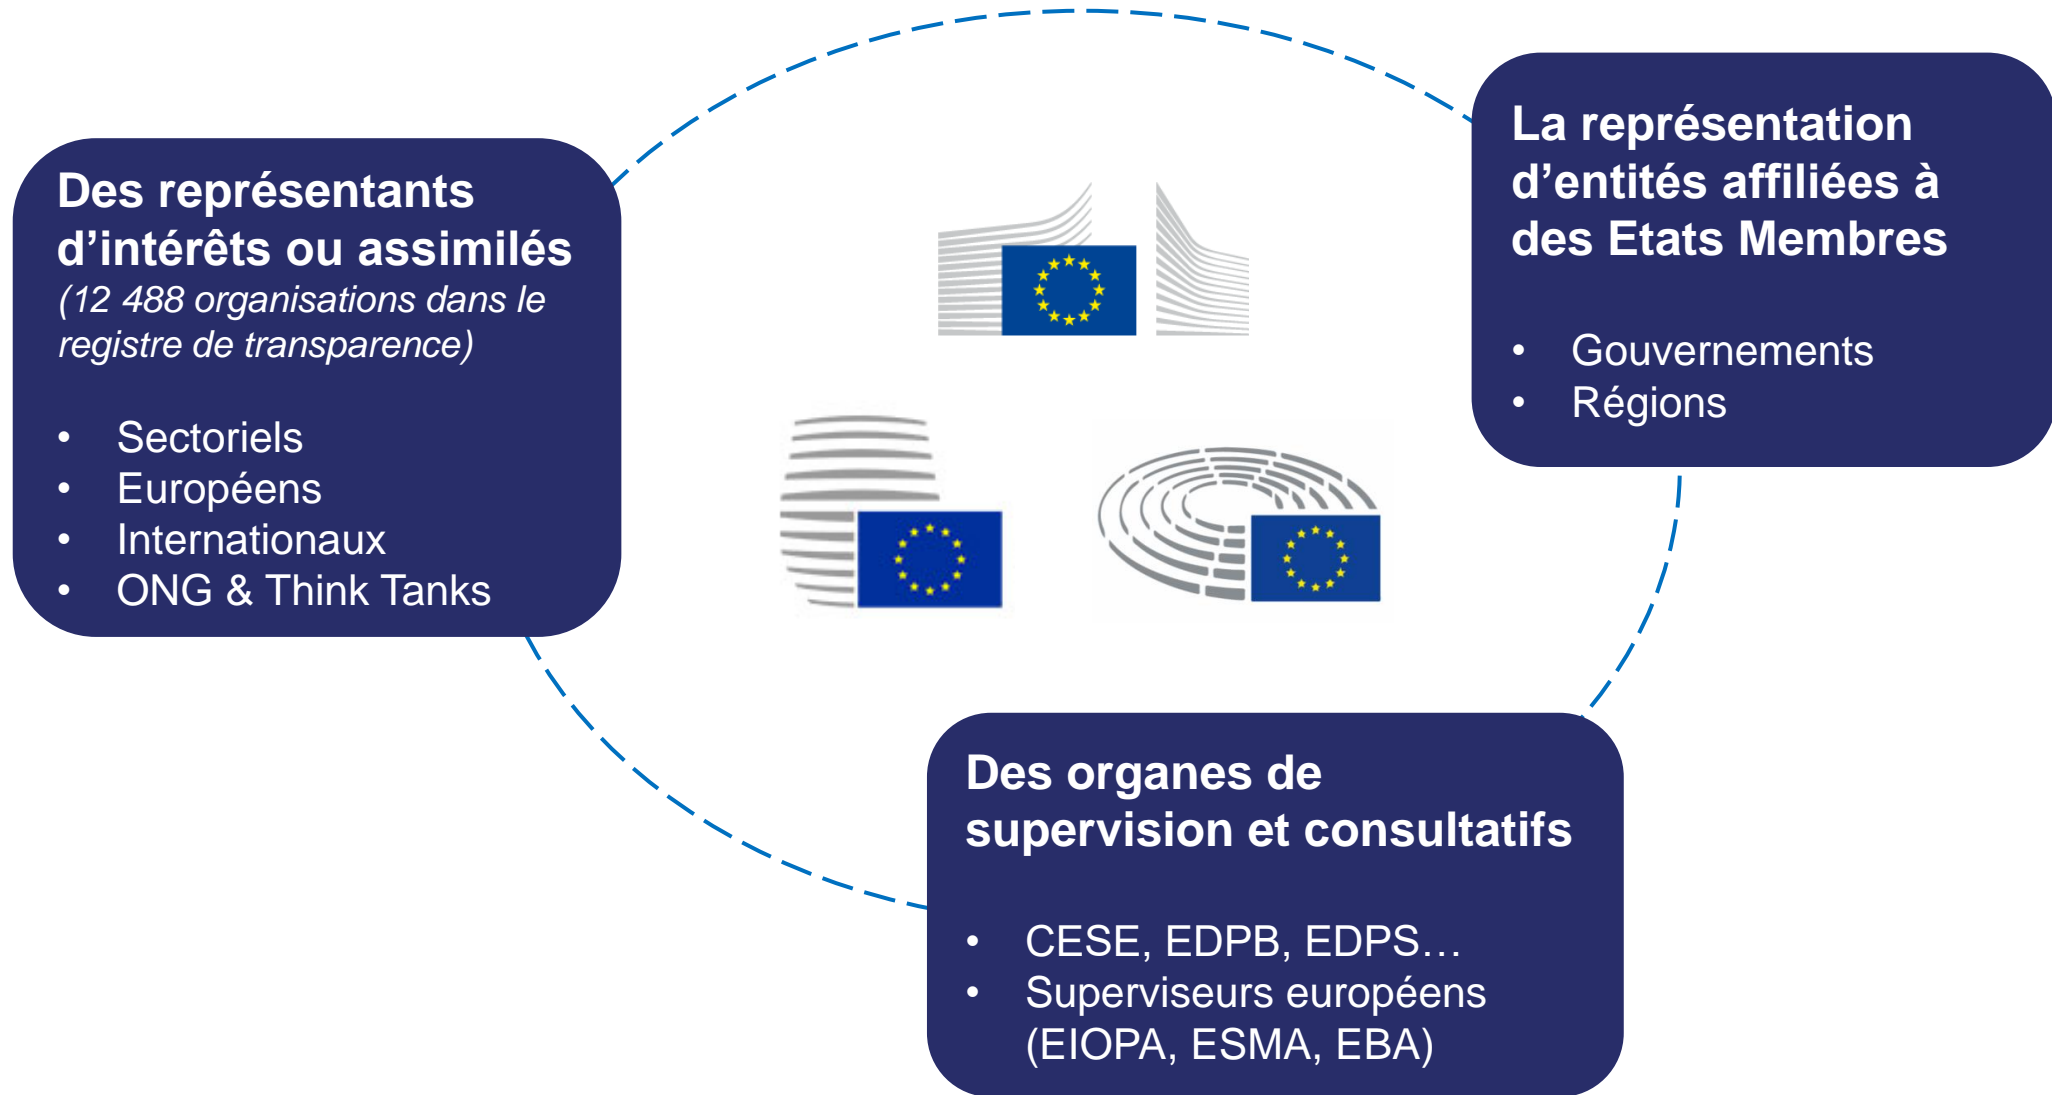 Des représentants
d’intérêts ou assimilés
(12 488 organisations dans le
registre de transparence)
• Sectoriels
• Européens
• Internationaux
• ONG & Think Tanks
La représentation
d’entités affiliées à
des Etats Membres
• Gouvernements
• Régions
Des organes de
supervision et consultatifs
• CESE, EDPB, EDPS…
• Superviseurs européens
(EIOPA, ESMA, EBA)